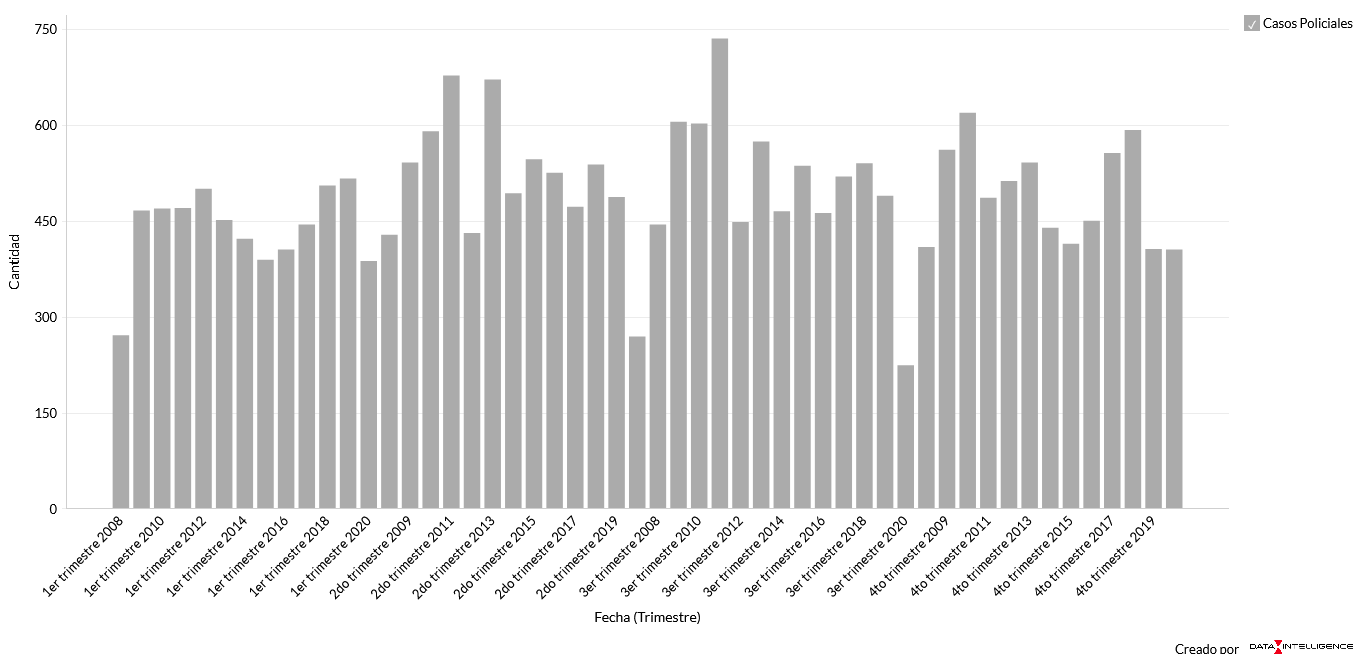 Casos Policiales
750
600
450
300
150
0
Cantidad
1er trimestre 2008
1er trimestre 2010
1er trimestre 2012
1er trimestre 2014
1er trimestre 2016
1er trimestre 2018
1er trimestre 2020
2do trimestre 2009
2do trimestre 2011
2do trimestre 2013
2do trimestre 2015
2do trimestre 2017
2do trimestre 2019
3er trimestre 2008
3er trimestre 2010
3er trimestre 2012
3er trimestre 2014
3er trimestre 2016
3er trimestre 2018
3er trimestre 2020
4to trimestre 2009
4to trimestre 2011
4to trimestre 2013
4to trimestre 2015
4to trimestre 2017
4to trimestre 2019
Fecha (Trimestre)
Creado por DATA INTELLIGENCE